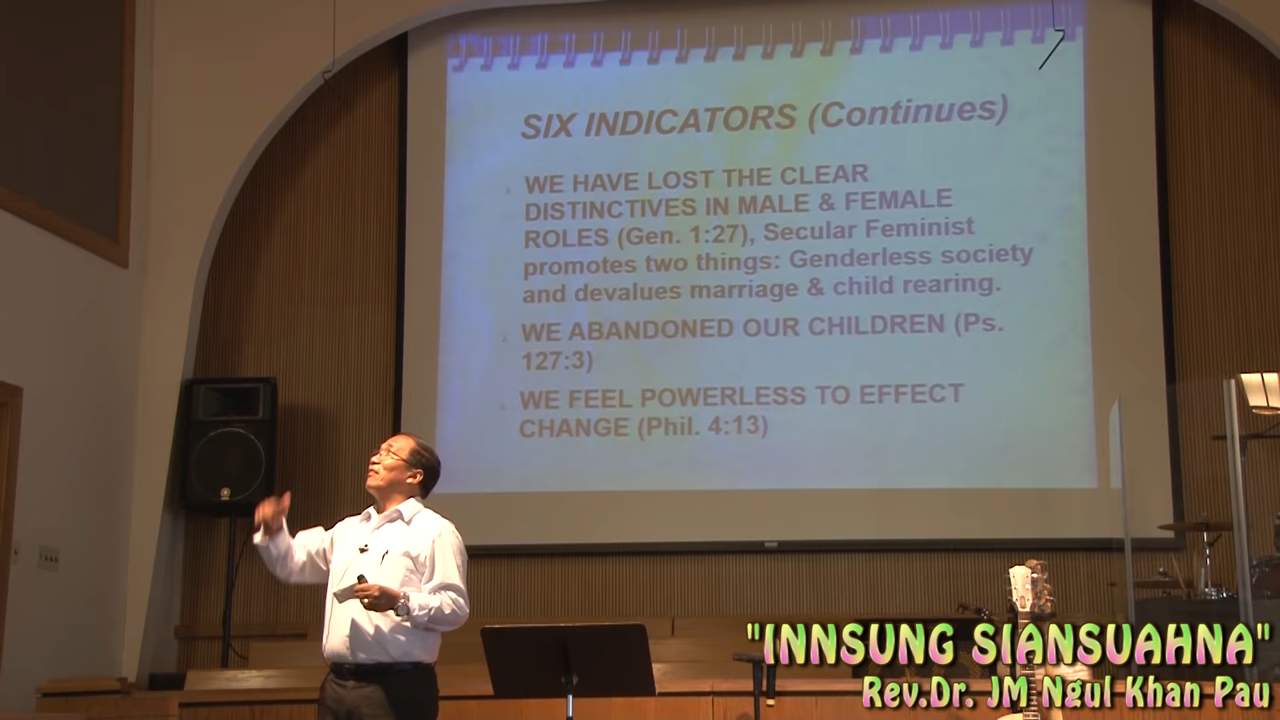 SIX INDICATORS (Continues)
WE HAVE LOST THE CLEAR
DISTINCTIVES IN MALE & FEMALE
ROLES (Gen. 1:27), Secular Feminist
promotes two things: Genderless society
and devalues marriage & child rearing.
WE ABANDONED OUR CHILDREN (Ps.
127:3)
WE FEEL POWERLESS TO EFFECT
CHANGE (Phil. 4:13)
"INNSUNG SIANSUAHNA"
Rev.Dr. JM Ngul Khan Pau